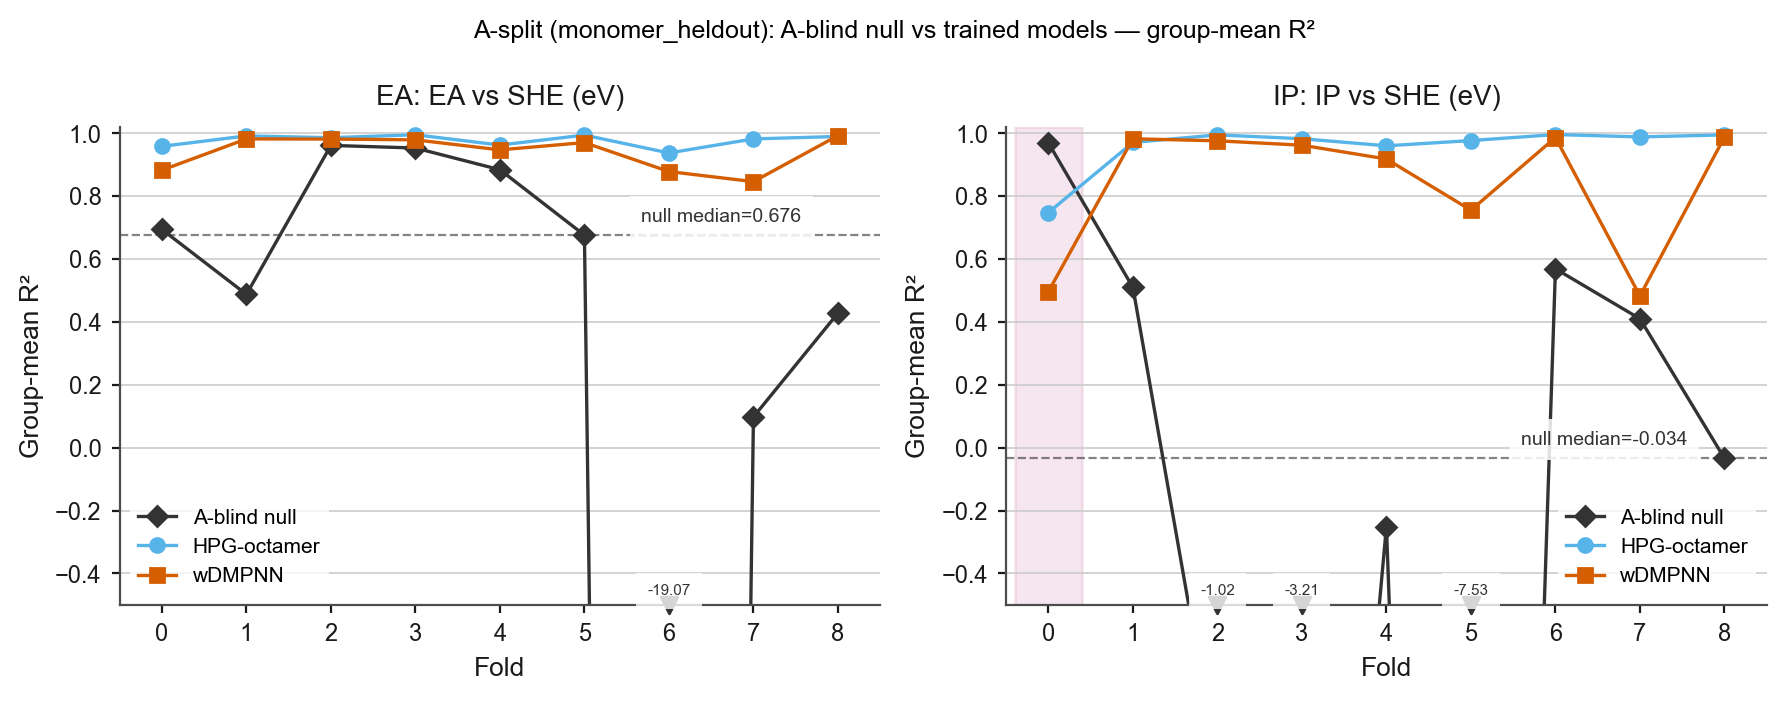 A-split (monomer_heldout): A-blind null vs trained models — group-mean R²
EA: EA vs SHE (eV)
Group-mean R²
1.0
0.8
0.6
0.4
0.2
0.0
−0.2
−0.4
null median=0.676
A-blind null
HPG-octamer
wDMPNN
-19.07
0 1 2 3 4 5 6 7 8
Fold
IP: IP vs SHE (eV)
Group-mean R²
1.0
0.8
0.6
0.4
0.2
0.0
−0.2
−0.4
null median=-0.034
A-blind null
HPG-octamer
wDMPNN
-1.02 -3.21 -7.53
0 1 2 3 4 5 6 7 8
Fold